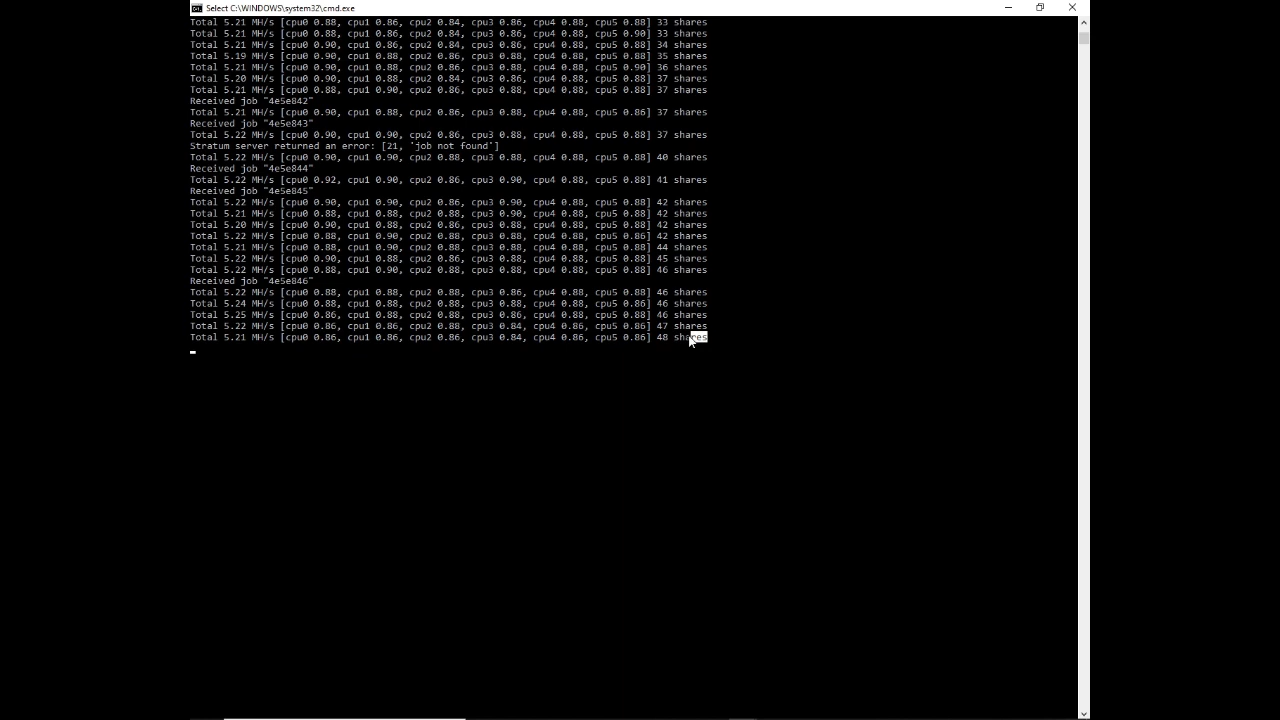 Select C:\WINDOWS\system32\cmd.exe
Total 5.21 MH/s [cpu0 0.88, cpu1 0.86, cpu2 0.84, cpu3 0.86, cpu4 0.88, cpu5 0.88] 33 shares
Total 5.21 MH/s [cpu0 0.88, cpu1 0.86, cpu2 0.84, cpu3 0.86, cpu4 0.88, cpu5 0.90] 33 shares
Total 5.21 MH/s [cpu0 0.90, cpu1 0.86, cpu2 0.84, cpu3 0.86, cpu4 0.88, cpu5 0.88] 34 shares
Total 5.19 MH/s [cpu0 0.90, cpu1 0.88, cpu2 0.86, cpu3 0.88, cpu4 0.88, cpu5 0.88] 35 shares
Total 5.21 MH/s [cpu0 0.90, cpu1 0.88, cpu2 0.86, cpu3 0.88, cpu4 0.88, cpu5 0.90] 36 shares
Total 5.20 MH/s [cpu0 0.90, cpu1 0.88, cpu2 0.84, cpu3 0.86, cpu4 0.88, cpu5 0.88] 37 shares
Total 5.21 MH/s [cpu0 0.88, cpu1 0.90, cpu2 0.86, cpu3 0.88, cpu4 0.88, cpu5 0.88] 37 shares
Received job "4e5e842"
Total 5.21 MH/s [cpu0 0.90, cpu1 0.88, cpu2 0.86, cpu3 0.88, cpu4 0.88, cpu5 0.86] 37 shares
Received job "4e5e843"
Total 5.22 MH/s [cpu0 0.90, cpu1 0.90, cpu2 0.86, cpu3 0.88, cpu4 0.88, cpu5 0.88] 37 shares
Stratum server returned an error: [21, 'job not found']
Total 5.22 MH/s [cpu0 0.90, cpu1 0.90, cpu2 0.88, cpu3 0.88, cpu4 0.88, cpu5 0.88] 40 shares
Received job "4e5e844"
Total 5.22 MH/s [cpu0 0.92, cpu1 0.90, cpu2 0.86, cpu3 0.90, cpu4 0.88, cpu5 0.88] 41 shares
Received job "4e5e845"
Total 5.22 MH/s [cpu0 0.90, cpu1 0.90, cpu2 0.86, cpu3 0.90, cpu4 0.88, cpu5 0.88] 42 shares
Total 5.21 MH/s [cpu0 0.88, cpu1 0.88, cpu2 0.88, cpu3 0.90, cpu4 0.88, cpu5 0.88] 42 shares
Total 5.20 MH/s [cpu0 0.90, cpu1 0.88, cpu2 0.86, cpu3 0.88, cpu4 0.88, cpu5 0.88] 42 shares
Total 5.22 MH/s [cpu0 0.88, cpu1 0.90, cpu2 0.88, cpu3 0.88, cpu4 0.88, cpu5 0.86] 42 shares
Total 5.21 MH/s [cpu0 0.88, cpu1 0.90, cpu2 0.88, cpu3 0.88, cpu4 0.88, cpu5 0.88] 44 shares
Total 5.22 MH/s [cpu0 0.90, cpu1 0.88, cpu2 0.86, cpu3 0.88, cpu4 0.88, cpu5 0.88] 45 shares
Total 5.22 MH/s [cpu0 0.88, cpu1 0.90, cpu2 0.88, cpu3 0.88, cpu4 0.88, cpu5 0.88] 46 shares
Received job "4e5e846"
Total 5.22 MH/s [cpu0 0.88, cpu1 0.88, cpu2 0.88, cpu3 0.86, cpu4 0.88, cpu5 0.88] 46 shares
Total 5.24 MH/s [cpu0 0.88, cpu1 0.88, cpu2 0.88, cpu3 0.88, cpu4 0.88, cpu5 0.86] 46 shares
Total 5.25 MH/s [cpu0 0.86, cpu1 0.88, cpu2 0.88, cpu3 0.86, cpu4 0.88, cpu5 0.86] 46 shares
Total 5.22 MH/s [cpu0 0.86, cpu1 0.86, cpu2 0.88, cpu3 0.84, cpu4 0.86, cpu5 0.86] 47 shares
Total 5.21 MH/s [cpu0 0.86, cpu1 0.86, cpu2 0.86, cpu3 0.84, cpu4 0.86, cpu5 0.86] 48 shares